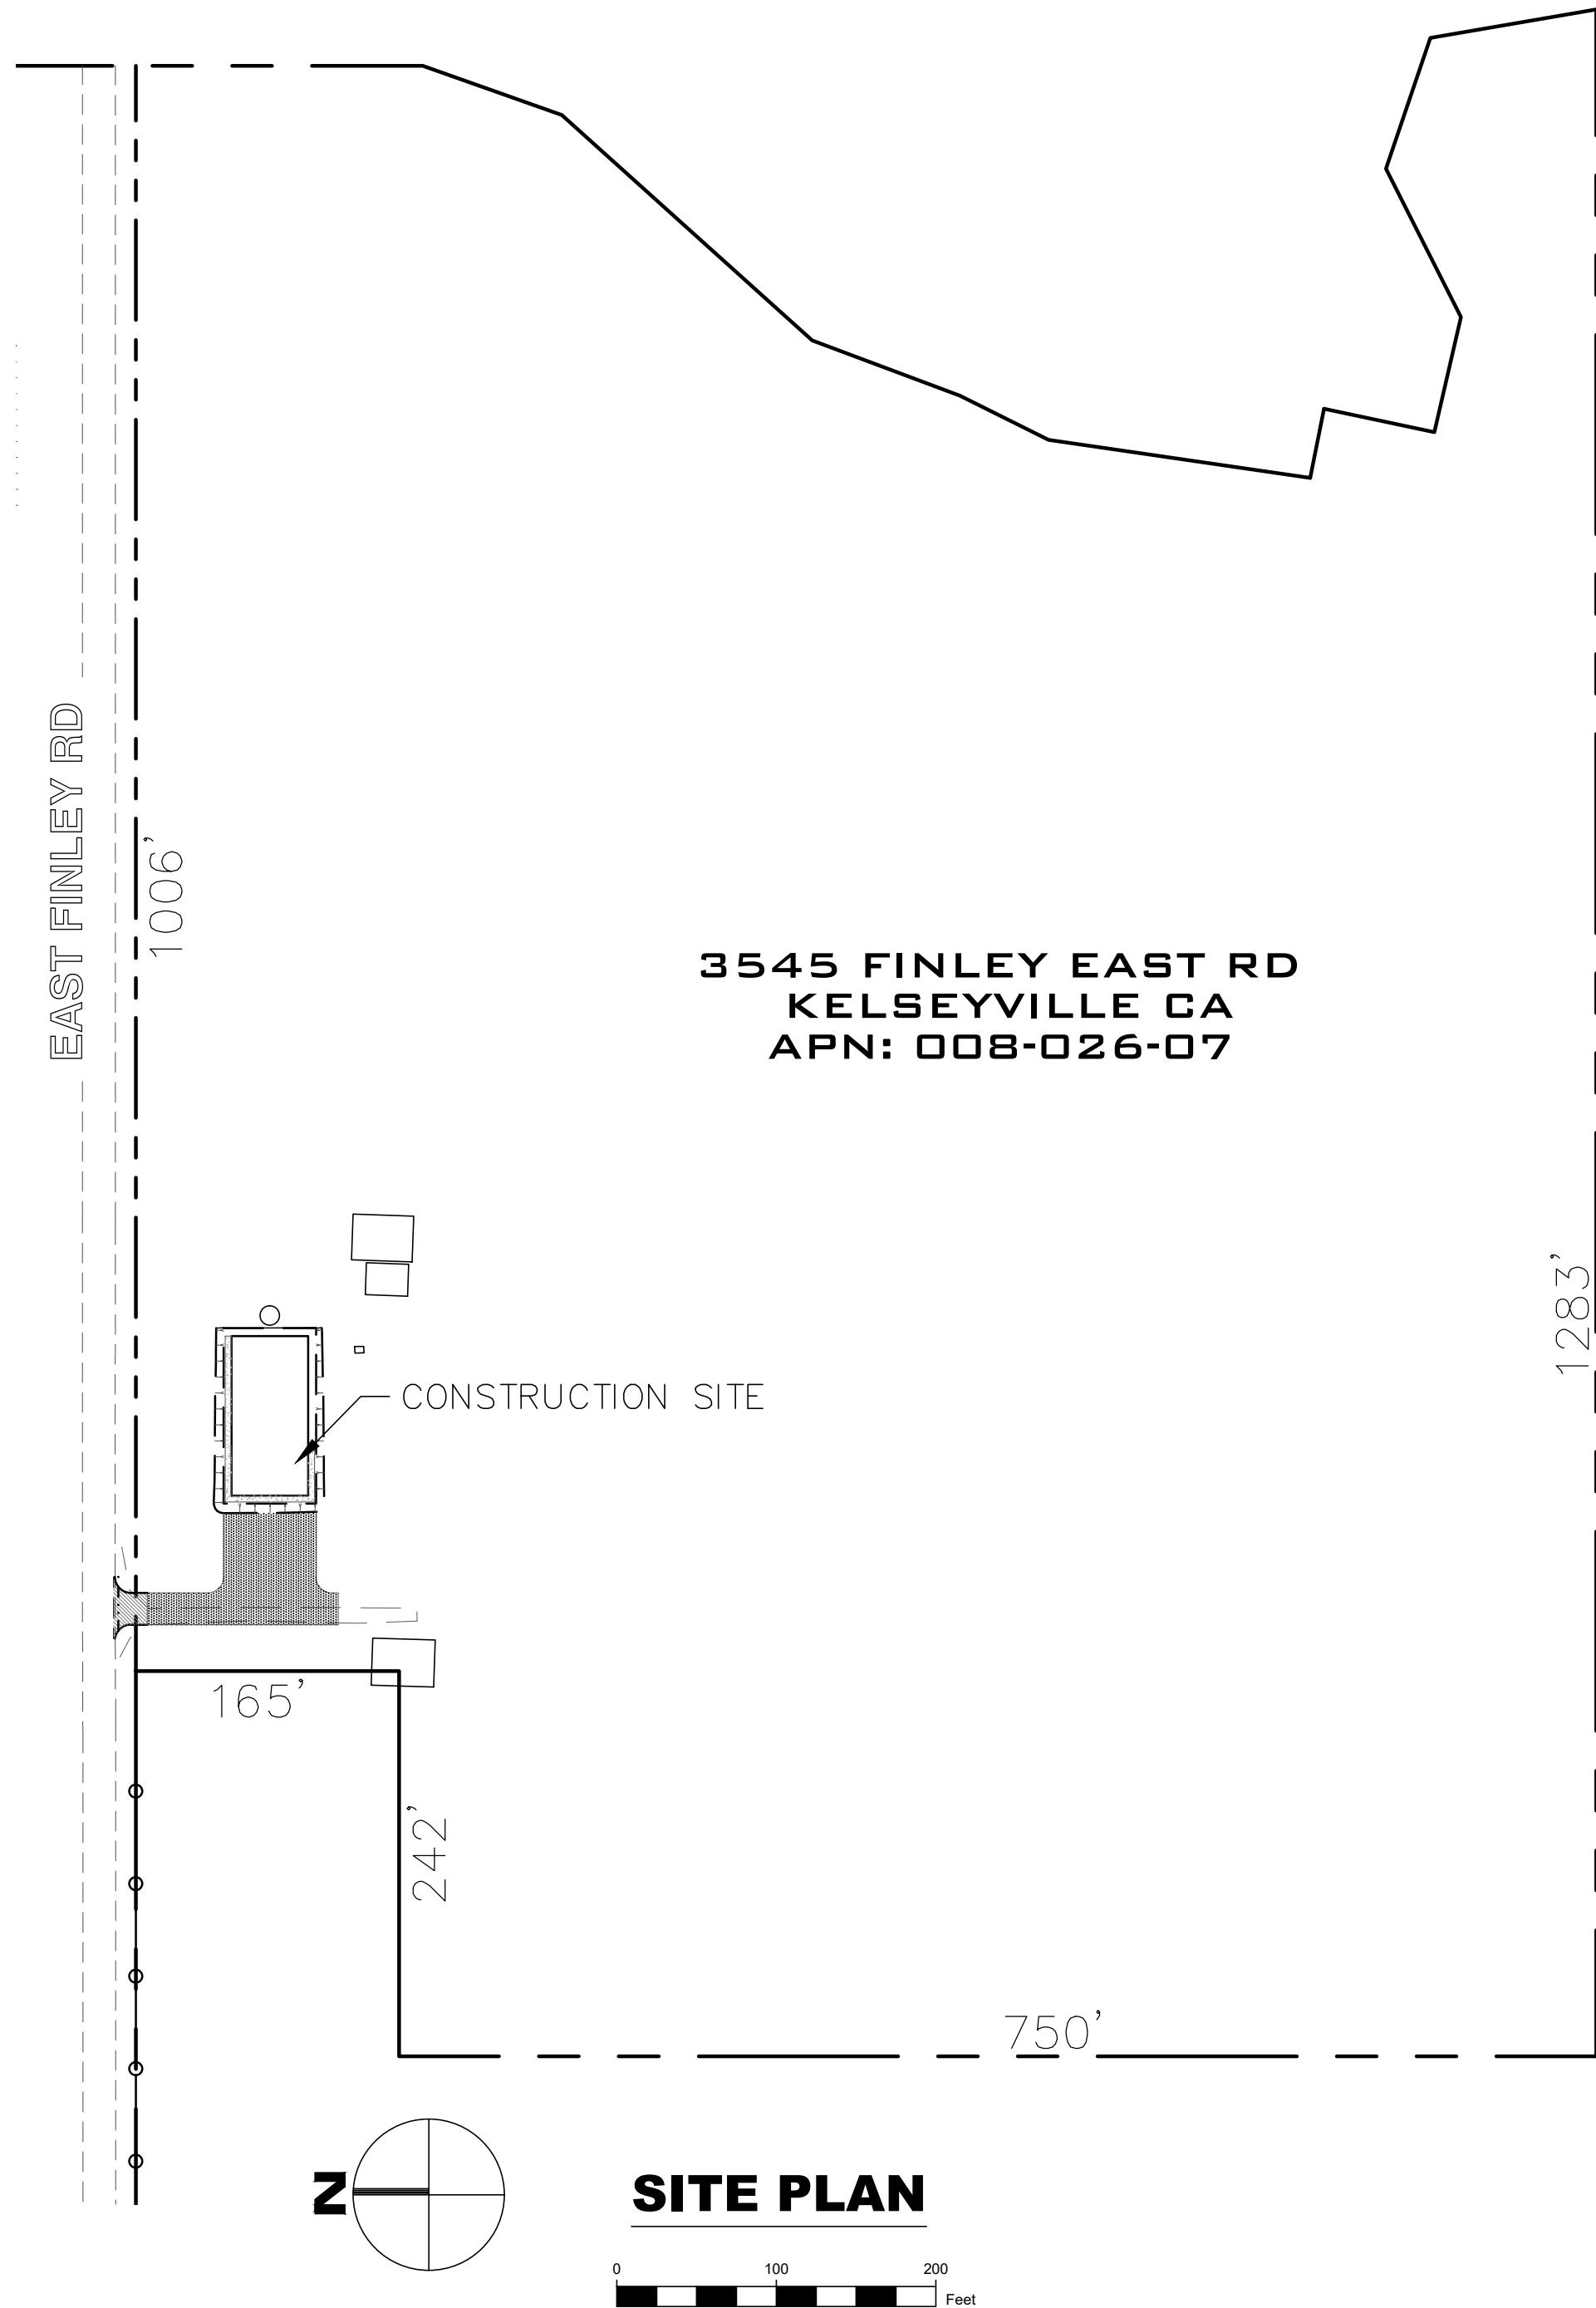 EAST FINLEY RD
1006'
3545 FINLEY EAST RD
KELSEYVILLE CA
APN: 008-026-07
1283'
CONSTRUCTION SITE
165'
242'
750'
N
SITE PLAN
0 100 200
Feet